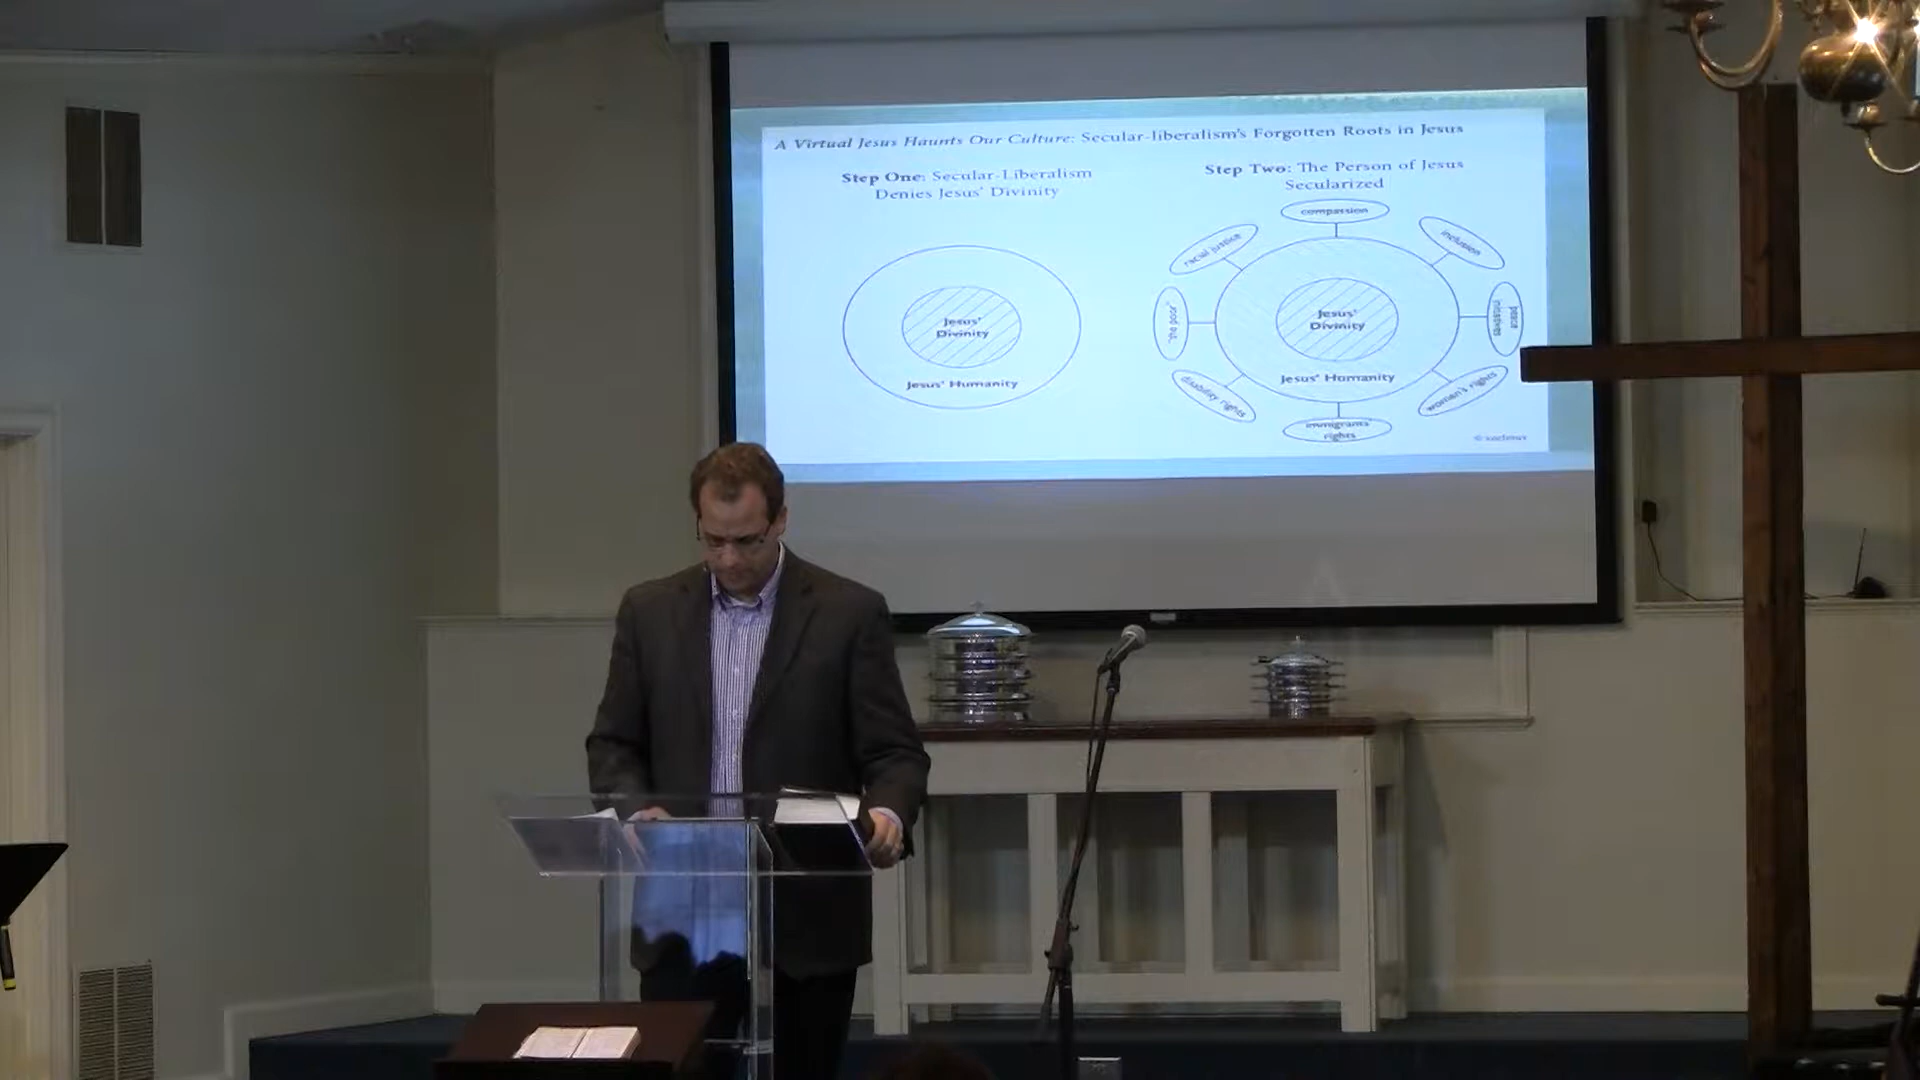 A Virtual Jesus Haunts Our Culture: Secular-liberalism's Forgotten Roots in Jesus
Step One: Secular-Liberalism
Denies Jesus' Divinity
Step Two: The Person of Jesus
Secularized
Jesus'
Divinity
Jesus' Humanity
compassion
inclusion
peace
initiatives
women's rights
immigrants'
rights
disability rights
"the poor"
racial justice
Jesus'
Divinity
Jesus' Humanity